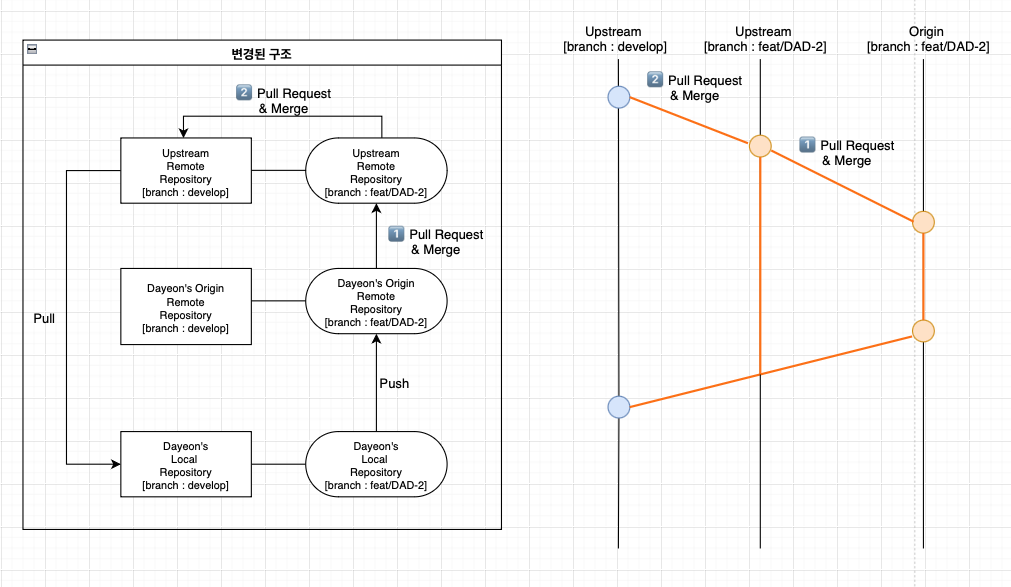 변경된 구조
2 Pull Request
& Merge
Upstream
Remote
Repository
[branch : develop]
Upstream
Remote
Repository
[branch : feat/DAD-2]
1 Pull Request
& Merge
Dayeon's Origin
Remote
Repository
[branch : develop]
Dayeon's Origin
Remote
Repository
[branch : feat/DAD-2]
Pull
Push
Dayeon's
Local
Repository
[branch : develop]
Dayeon's
Local
Repository
[branch : feat/DAD-2]
Upstream
[branch : develop]
Upstream
[branch : feat/DAD-2]
Origin
[branch : feat/DAD-2]
2 Pull Request
& Merge
1 Pull Request
& Merge